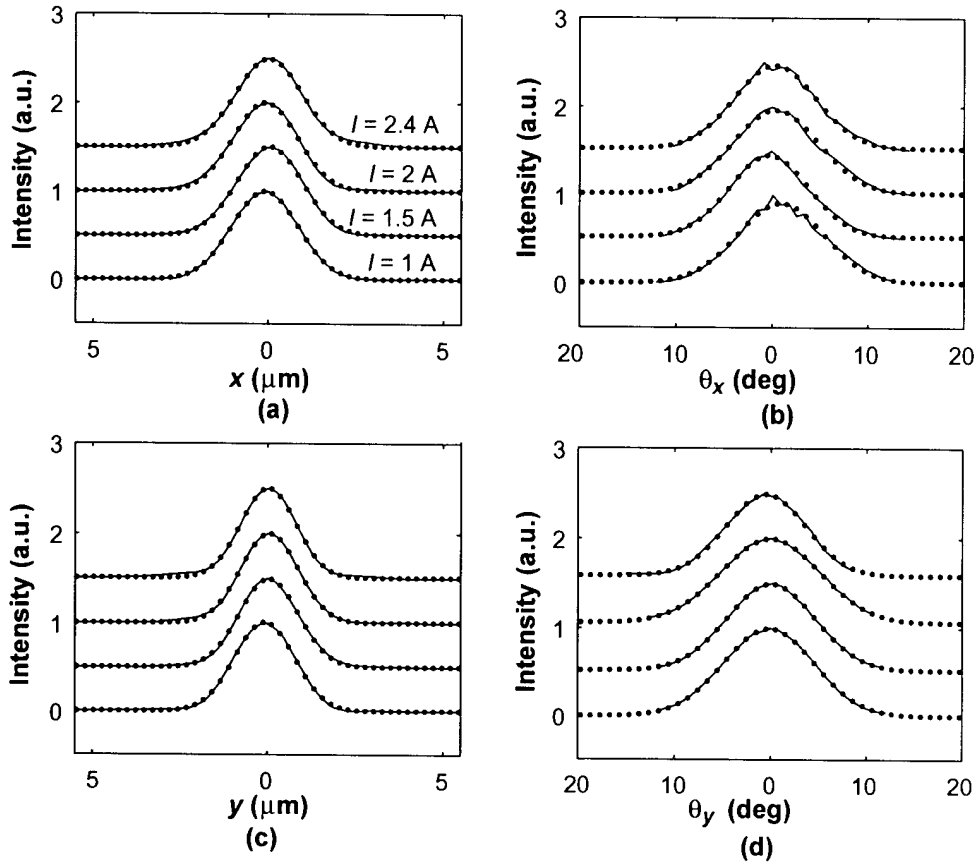 3
2
1
0
Intensity (a.u.)
I = 2.4 A
I = 2 A
I = 1.5 A
I = 1 A
5 0 5
x (μm)
(a)
3
2
1
0
Intensity (a.u.)
20 10 0 10 20
θx (deg)
(b)
3
2
1
0
Intensity (a.u.)
5 0 5
y (μm)
(c)
3
2
1
0
Intensity (a.u.)
20 10 0 10 20
θy (deg)
(d)